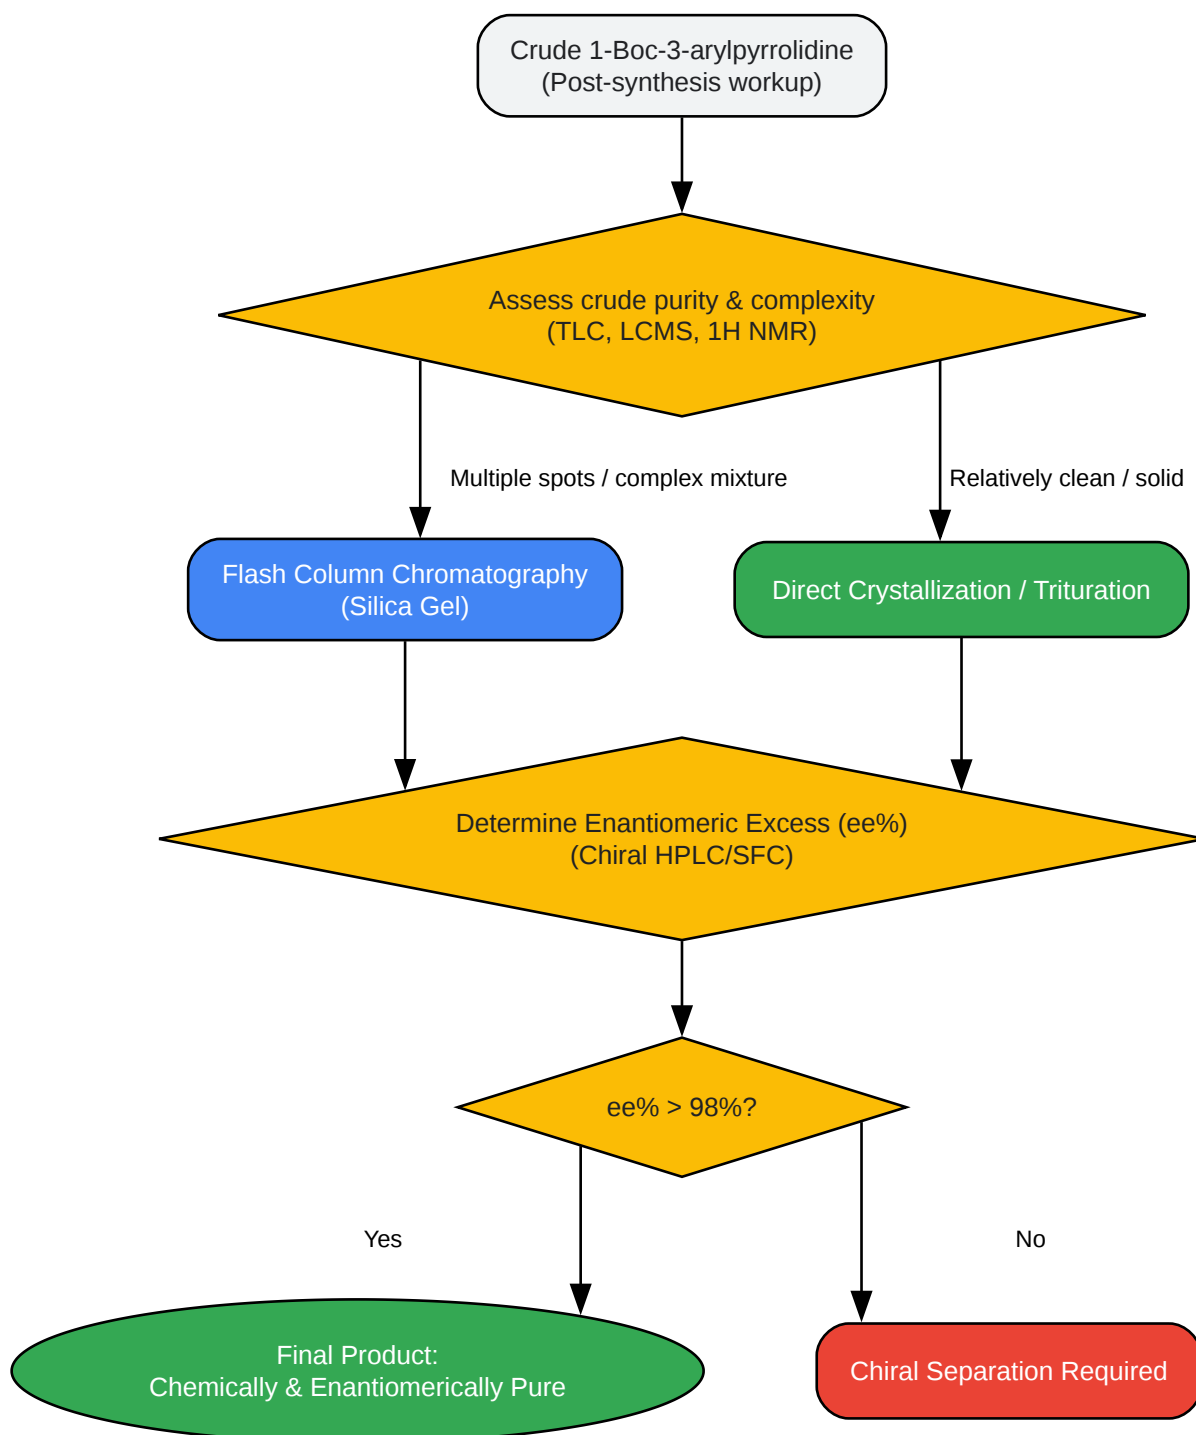 Crude 1-Boc-3-arylpyrrolidine
(Post-synthesis workup)
Assess crude purity & complexity
(TLC, LCMS, 1H NMR)
Multiple spots / complex mixture
Relatively clean / solid
Flash Column Chromatography
(Silica Gel)
Direct Crystallization / Trituration
Determine Enantiomeric Excess (ee%)
(Chiral HPLC/SFC)
ee% > 98%?
Yes
No
Final Product:
Chemically & Enantiomerically Pure
Chiral Separation Required